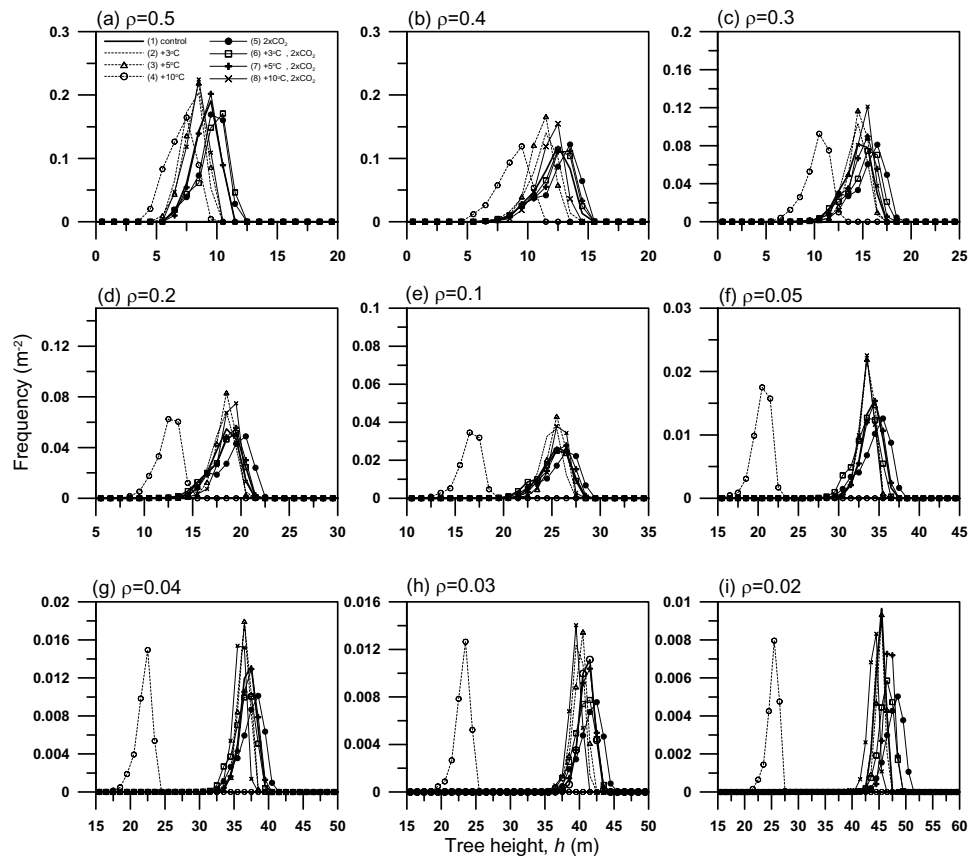 (a) ρ=0.5
(b) ρ=0.4
(c) ρ=0.3
0.3
0.2
0.1
0
(1) control
(2) +3°C
(3) +5°C
(4) +10°C
(5) 2xCO₂
(6) +3°C , 2xCO₂
(7) +5°C , 2xCO₂
(8) +10°C, 2xCO₂
0 5 10 15 20
0.4
0.3
0.2
0.1
0
0 5 10 15 20
0.2
0.16
0.12
0.08
0.04
0
0 5 10 15 20 25
(d) ρ=0.2
(e) ρ=0.1
(f) ρ=0.05
Frequency (m⁻²)
0.16
0.12
0.08
0.04
0
5 10 15 20 25 30
0.1
0.08
0.06
0.04
0.02
0
10 15 20 25 30 35
0.03
0.02
0.01
0
15 20 25 30 35 40 45
(g) ρ=0.04
(h) ρ=0.03
(i) ρ=0.02
0.02
0.016
0.012
0.008
0.004
0
15 20 25 30 35 40 45 50
0.016
0.012
0.008
0.004
0
15 20 25 30 35 40 45 50
0.01
0.008
0.006
0.004
0.002
0
15 20 25 30 35 40 45 50 55 60
Tree height, h (m)